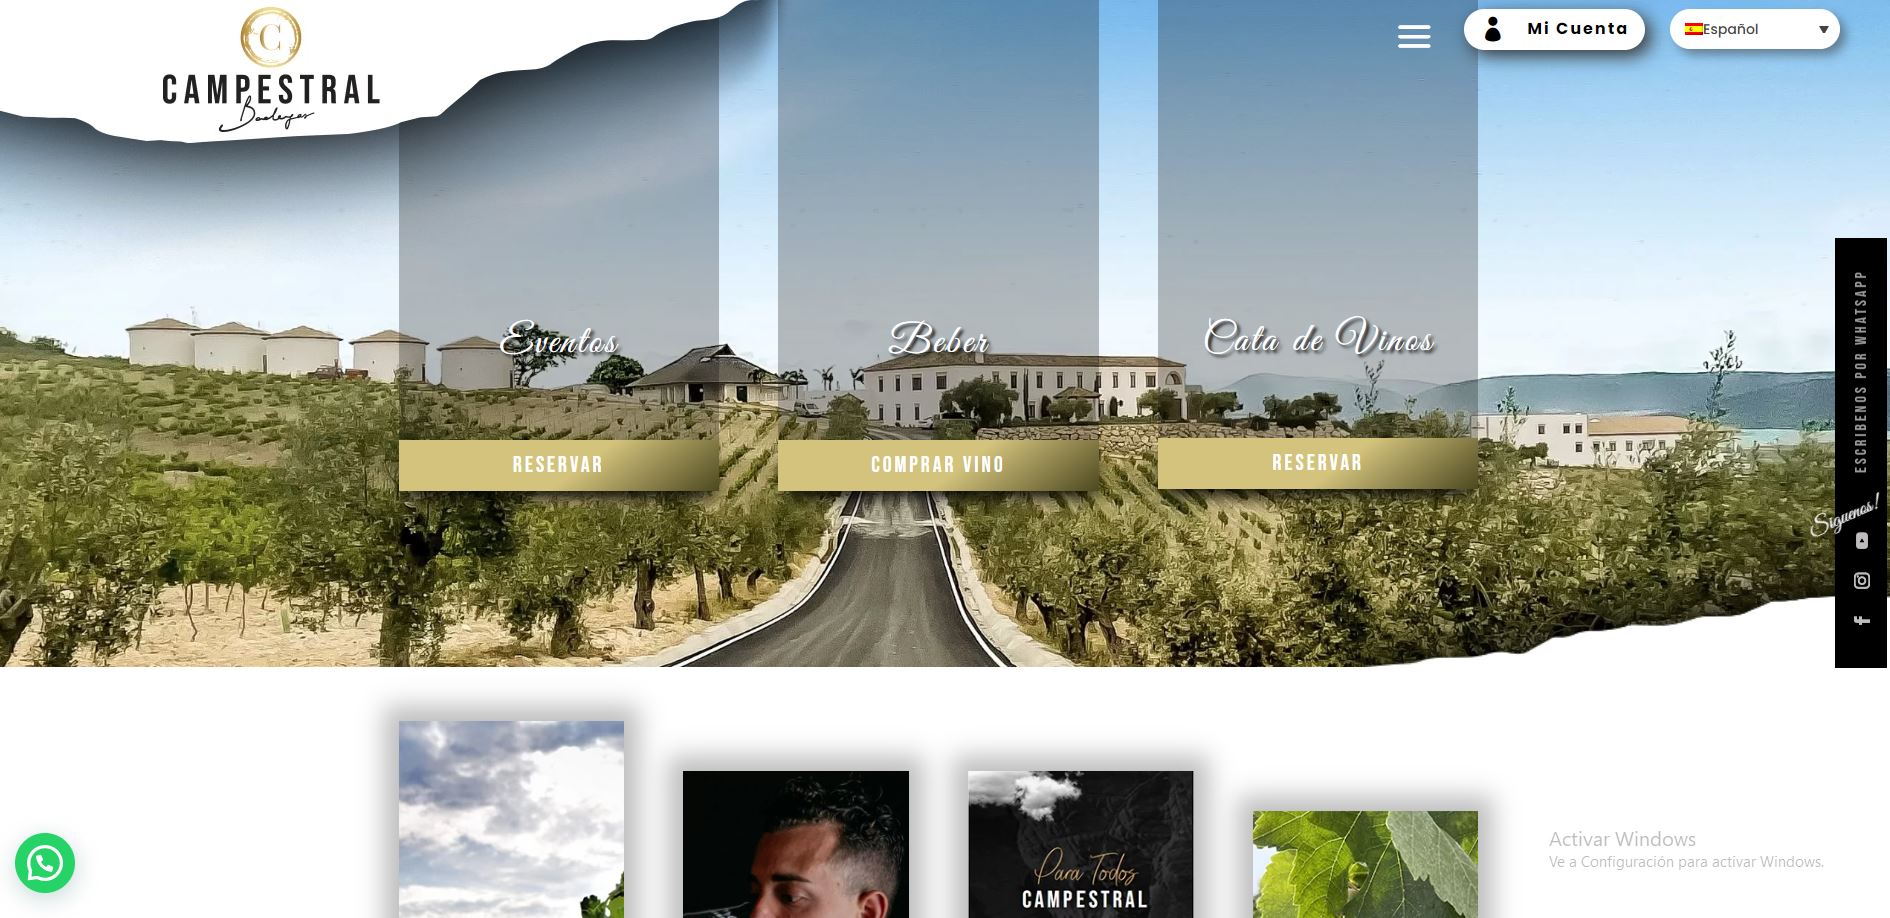 C
CAMPESTRAL
Bodegas
Mi Cuenta
Español
Eventos
Beber
Cata de Vinos
RESERVAR
COMPRAR VINO
RESERVAR
ESCRIBENOS POR WHATSAPP
Siguenos!
Para Todos
CAMPESTRAL
Activar Windows
Ve a Configuración para activar Windows.